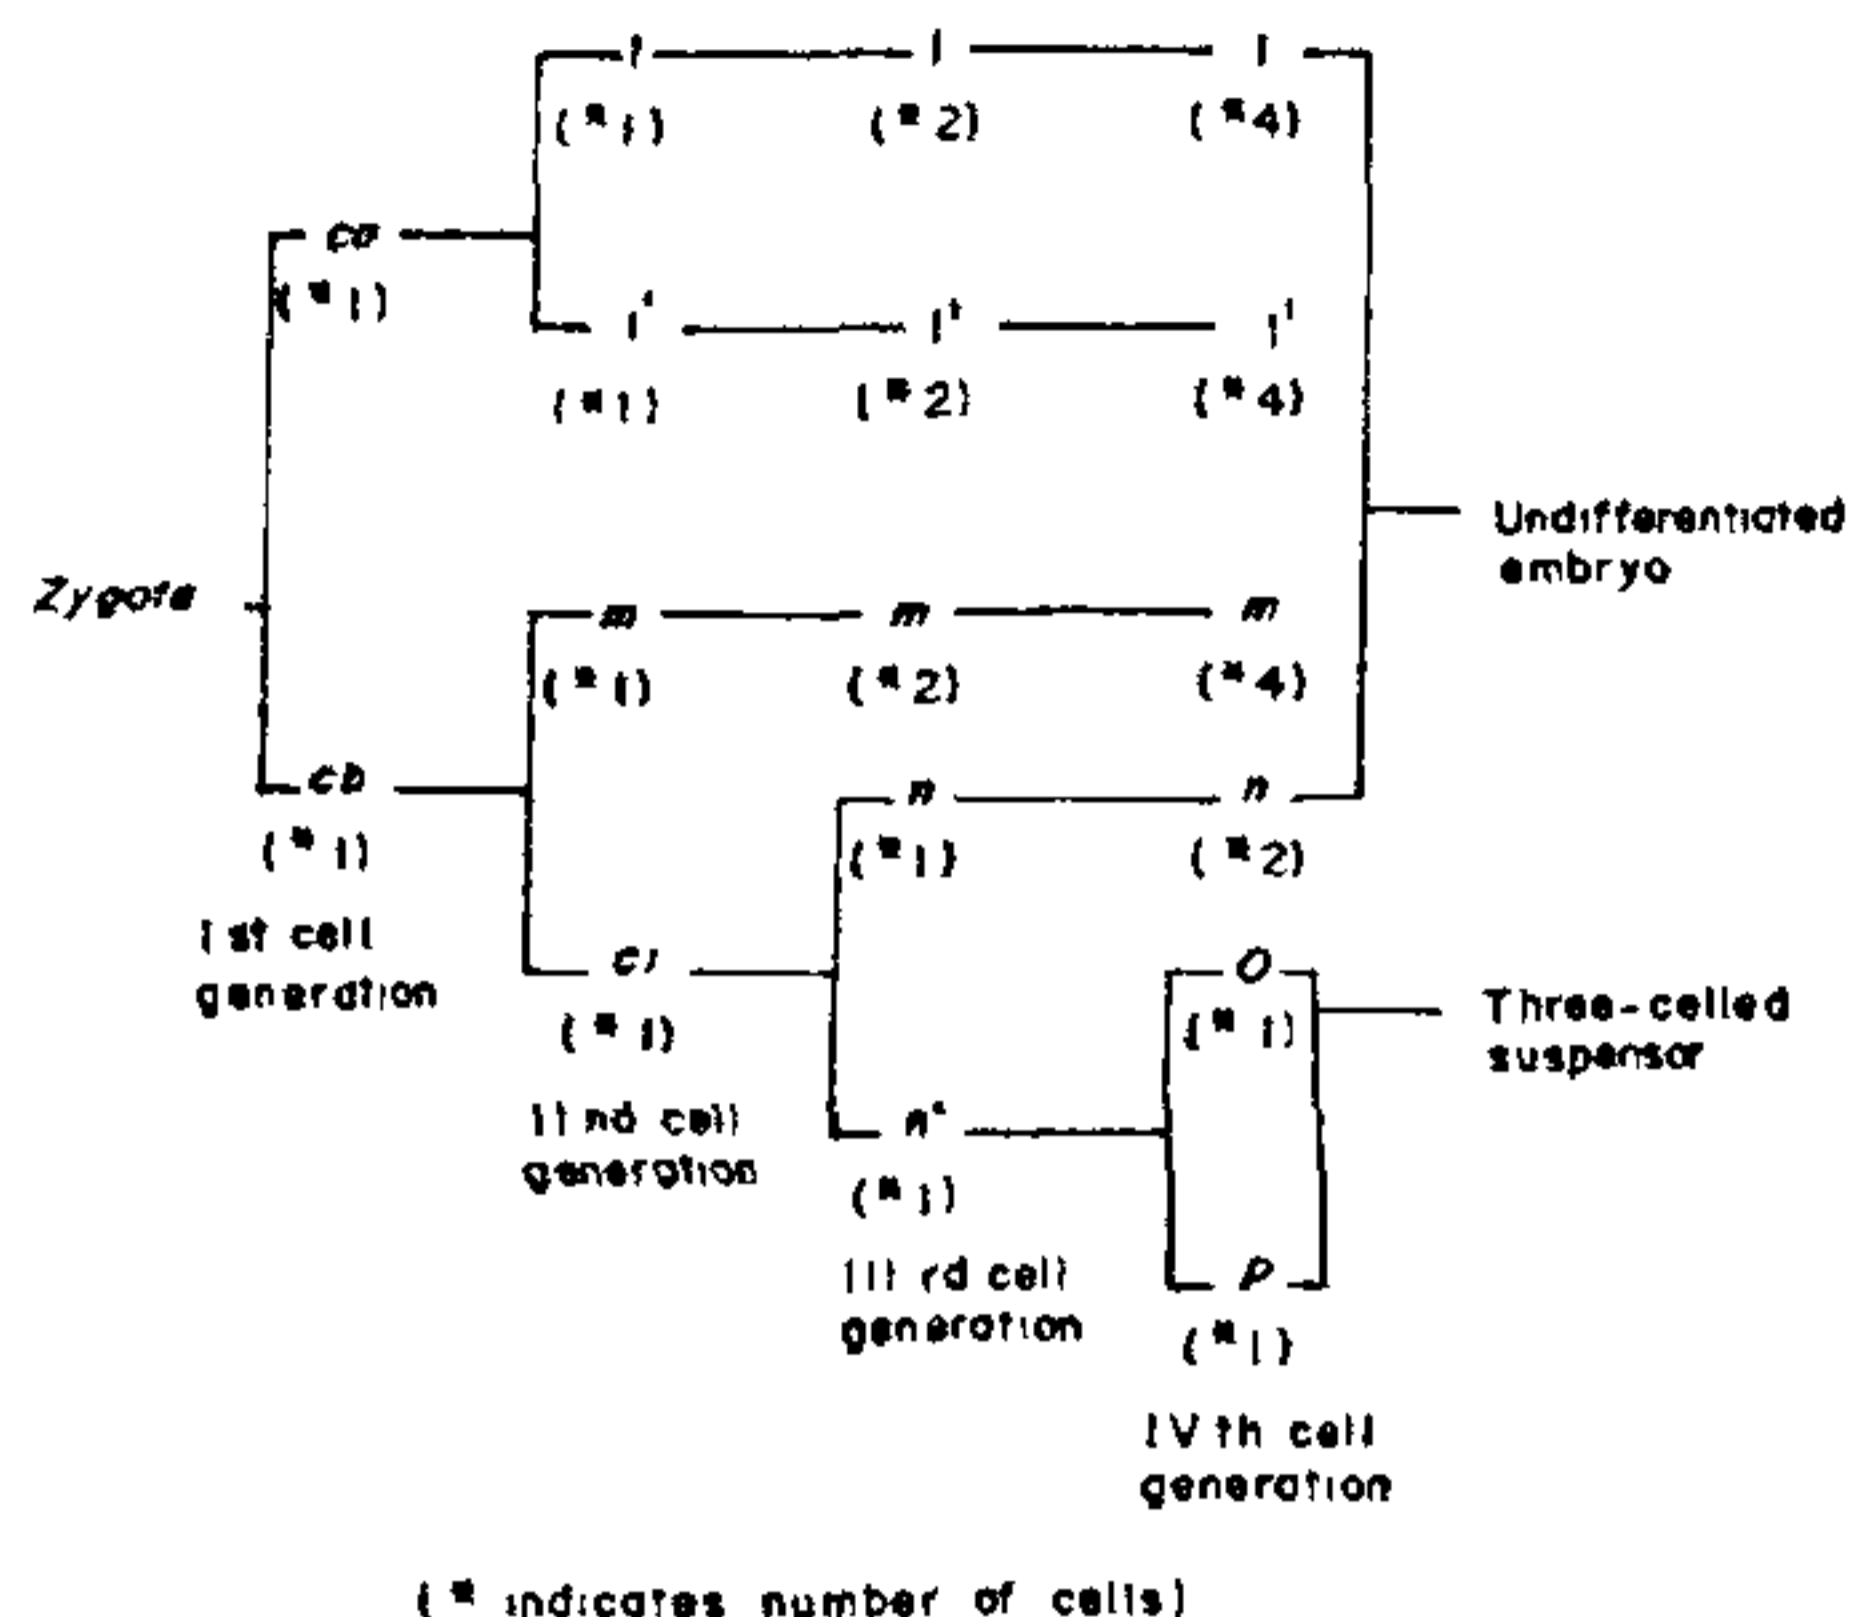 l l l
(*1) (*2) (*4)
ca
(*1)
l' l' l'
(*1) (*2) (*4)
Undifferentiated
embryo
Zygote
m m m
(*1) (*2) (*4)
cb n n
(*1) (*1) (*2)
Ist cell
generation
ci O
(*1) (*1)
Three-celled
suspensor
IInd cell
generation
n'
(*1)
IIIrd cell
generation
p
(*1)
IVth cell
generation
(* indicates number of cells)